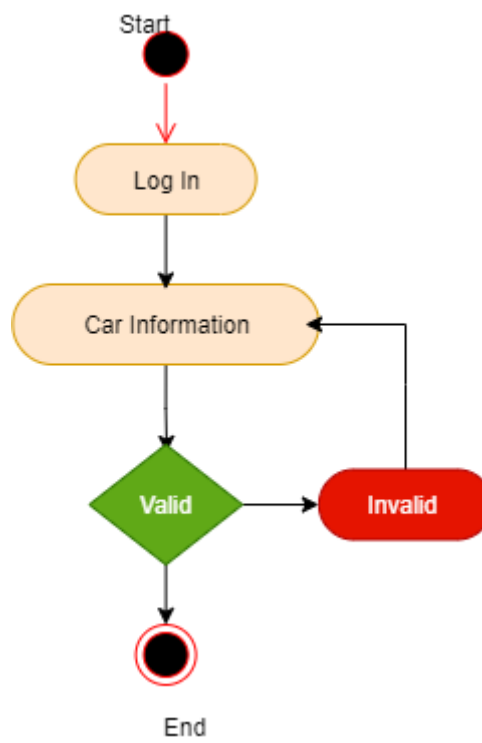 Start
Log In
Car Information
Valid
Invalid
End